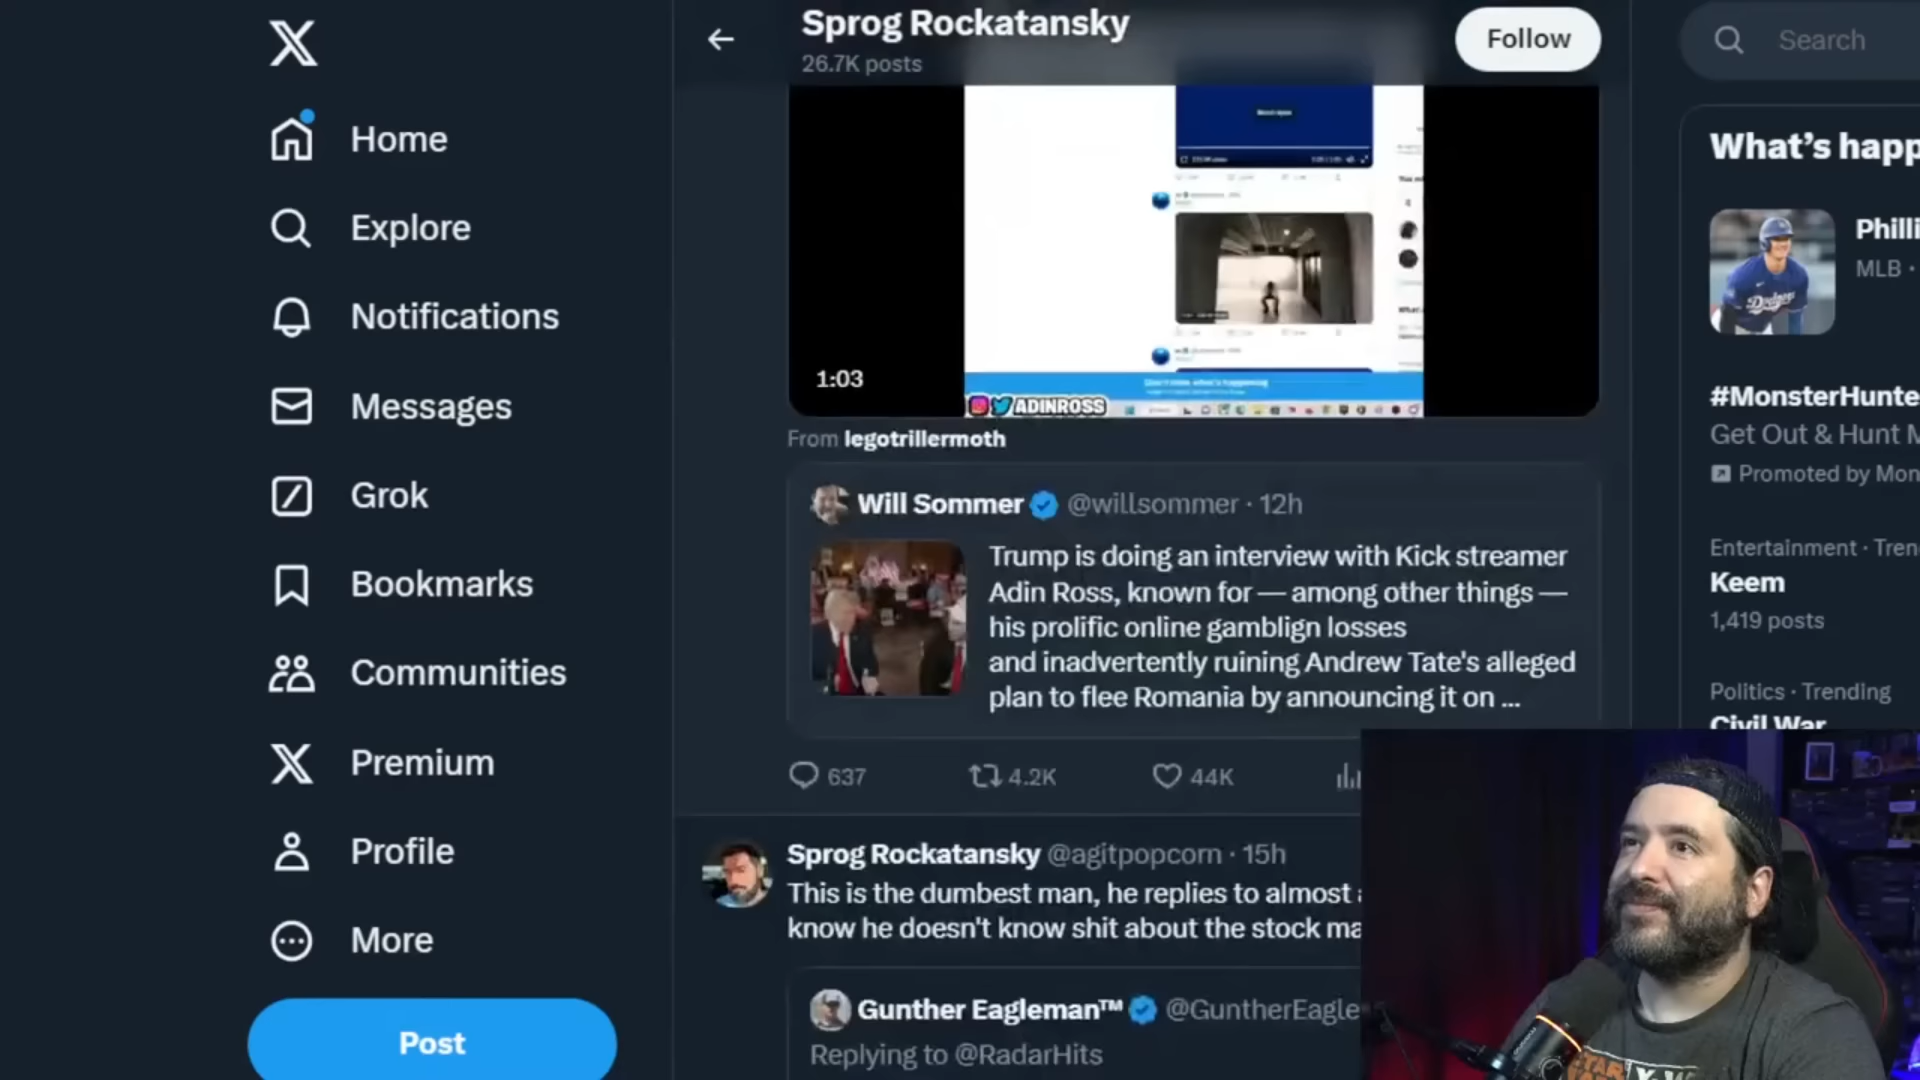 Sprog Rockatansky
26.7K posts
Follow
Search
Home
Explore
Notifications
Messages
Grok
Bookmarks
Communities
Premium
Profile
More
Post
1:03
ADINROSS
From legotrillermoth
Will Sommer @willsommer · 12h
Trump is doing an interview with Kick streamer
Adin Ross, known for — among other things —
his prolific online gamblign losses
and inadvertently ruining Andrew Tate's alleged
plan to flee Romania by announcing it on ...
637
4.2K
44K
Sprog Rockatansky @agitpopcorn · 15h
This is the dumbest man, he replies to almost
know he doesn't know shit about the stock ma
Gunther Eagleman™ @GuntherEagle
Replying to @RadarHits
What's happ
Philli
MLB ·
Dodgers
#MonsterHunte
Get Out & Hunt M
Promoted by Mon
Entertainment · Tren
Keem
1,419 posts
Politics · Trending
Civil War
STAR